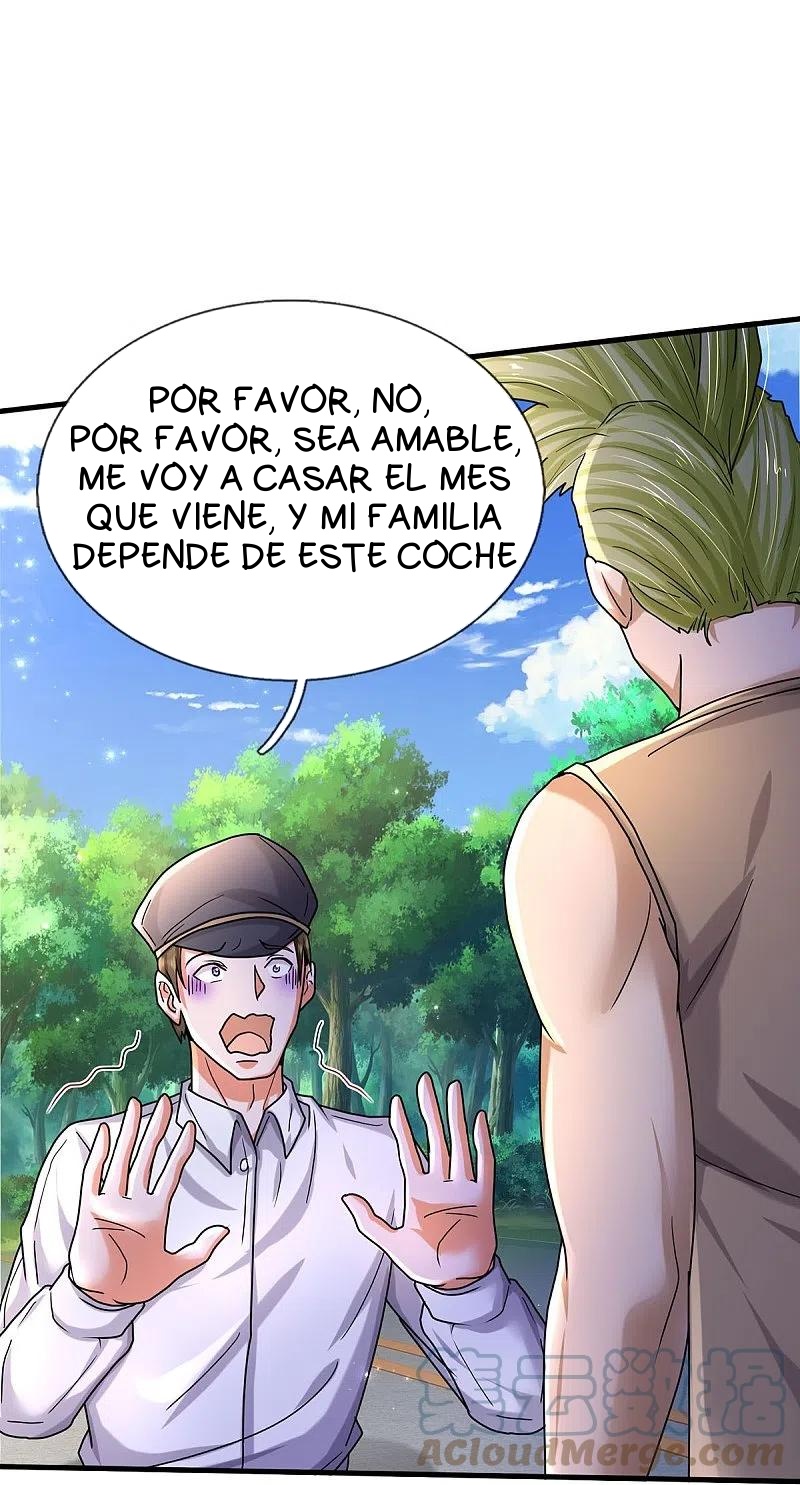 POR FAVOR, NO,
POR FAVOR, SEA AMABLE,
ME VOY A CASAR EL MES
QUE VIENE, Y MI FAMILIA
DEPENDE DE ESTE COCHE
集云数据
ACloudMerge.com